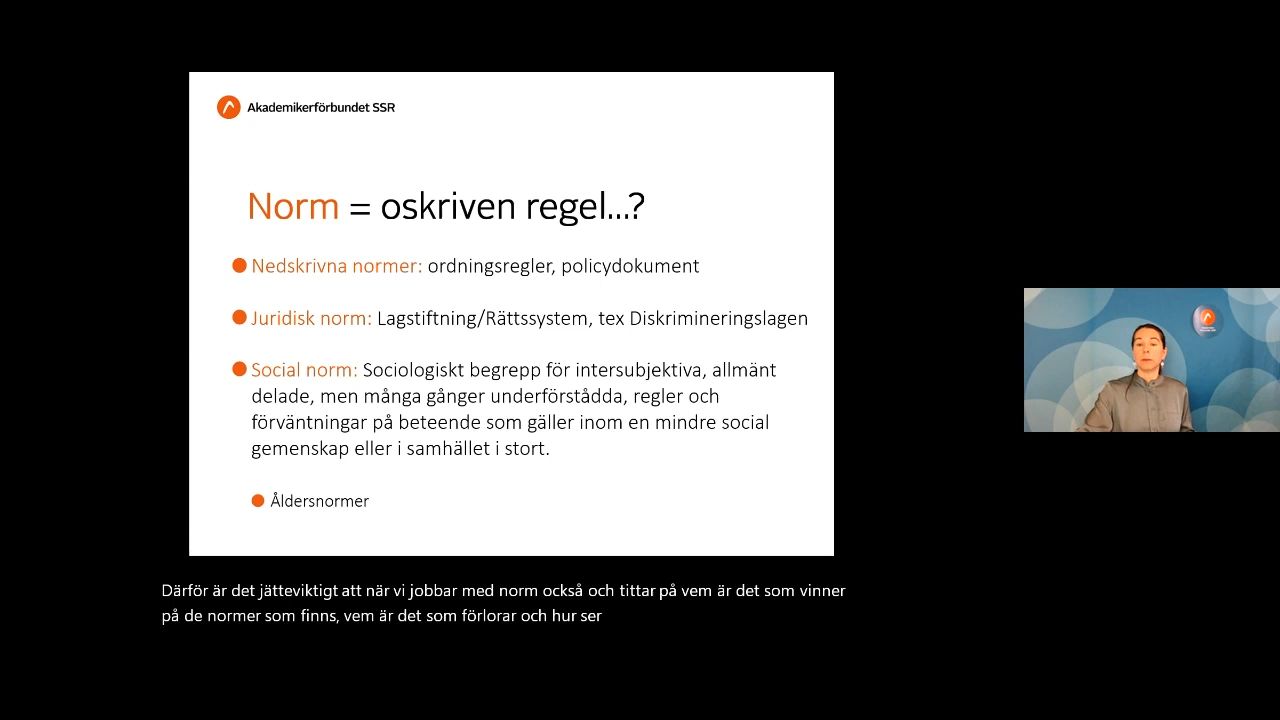 Akademikerförbundet SSR
Norm = oskriven regel...?
Nedskrivna normer: ordningsregler, policydokument
Juridisk norm: Lagstiftning/Rättssystem, tex Diskrimineringslagen
Social norm: Sociologiskt begrepp för intersubjektiva, allmänt
delade, men många gånger underförstådda, regler och
förväntningar på beteende som gäller inom en mindre social
gemenskap eller i samhället i stort.
Åldersnormer
Därför är det jätteviktigt att när vi jobbar med norm också och tittar på vem är det som vinner
på de normer som finns, vem är det som förlorar och hur ser